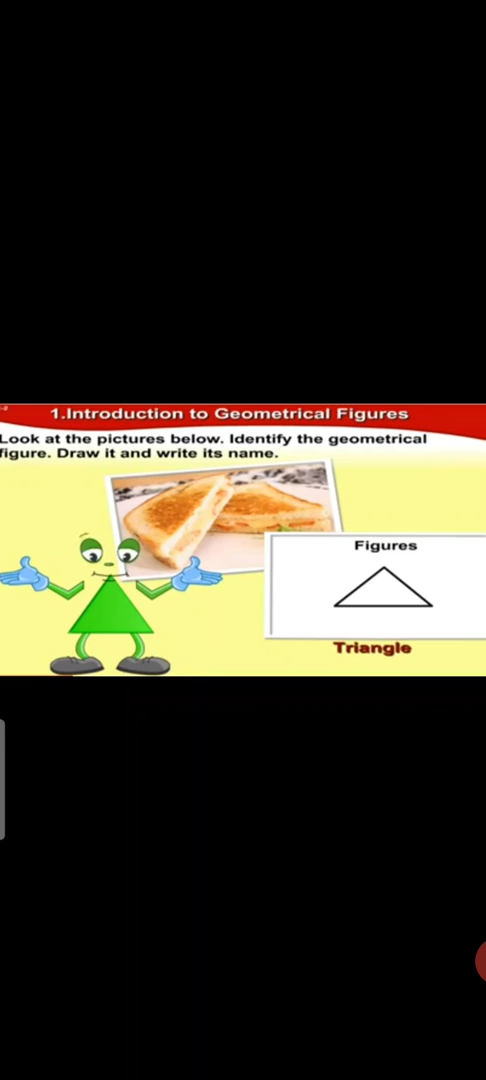 1.Introduction to Geometrical Figures
Look at the pictures below. Identify the geometrical
figure. Draw it and write its name.
Figures
Triangle